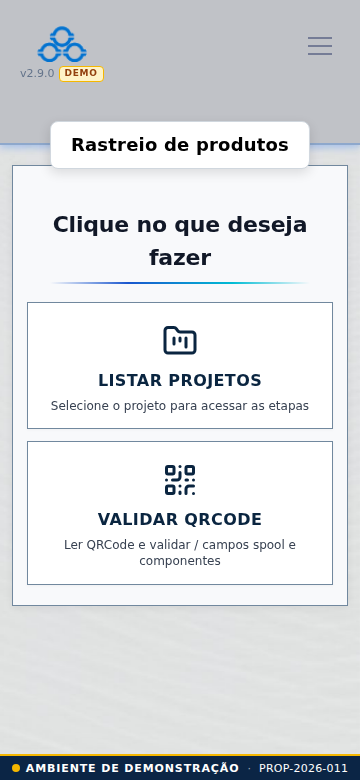 v2.9.0 DEMO
Rastreio de produtos
Clique no que deseja
fazer
LISTAR PROJETOS
Selecione o projeto para acessar as etapas
VALIDAR QRCODE
Ler QRCode e validar / campos spool e
componentes
AMBIENTE DE DEMONSTRAÇÃO · PROP-2026-011